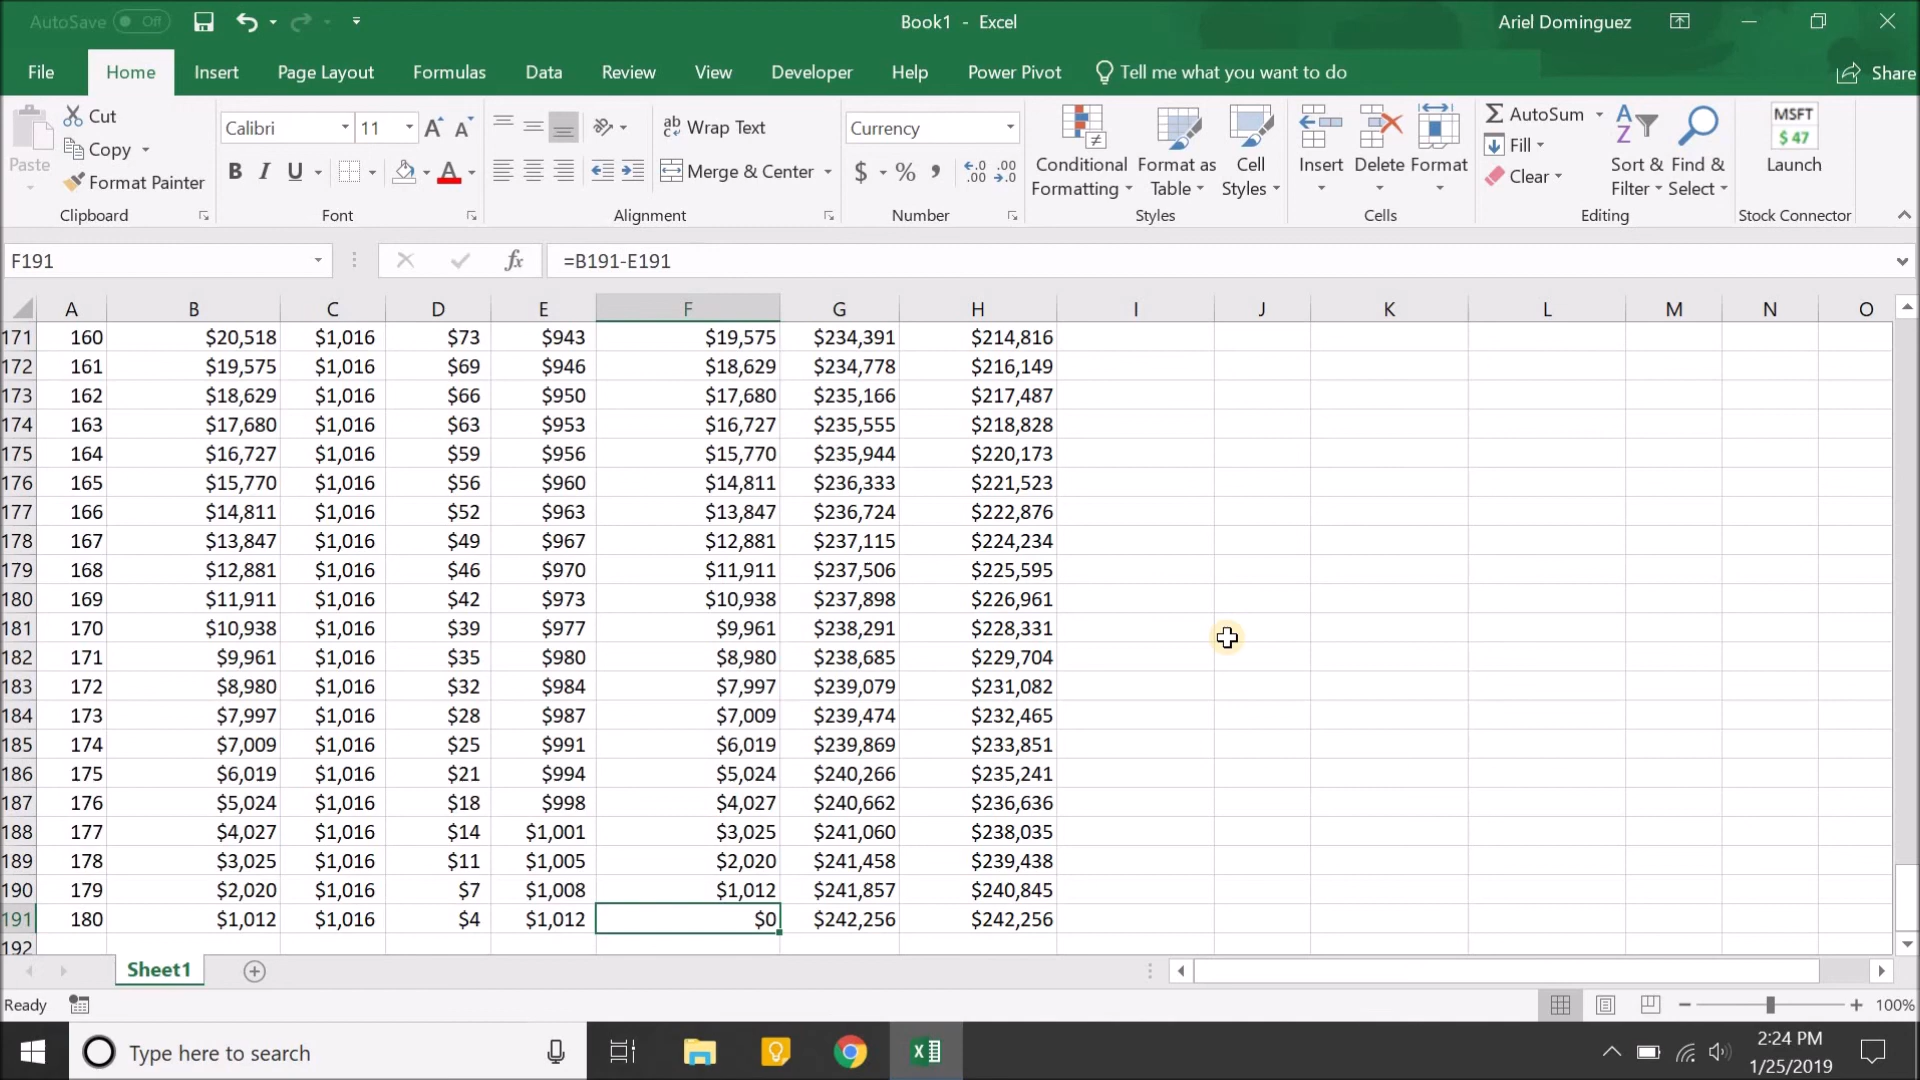 AutoSave Off Book1 - Excel Ariel Dominguez
File Home Insert Page Layout Formulas Data Review View Developer Help Power Pivot Tell me what you want to do Share
Paste Cut Copy Format Painter Clipboard
Calibri 11 A A B I U A Font
ab Wrap Text Merge & Center Alignment
Currency $ % , .0 .00 .00 .0 Number
Conditional Formatting Format as Table Cell Styles Styles
Insert Delete Format Cells
AutoSum Fill Clear A Z Sort & Filter Find & Select Editing
MSFT $ 47 Launch Stock Connector
F191 fx =B191-E191
A B C D E F G H I J K L M N O
171 160 $20,518 $1,016 $73 $943 $19,575 $234,391 $214,816
172 161 $19,575 $1,016 $69 $946 $18,629 $234,778 $216,149
173 162 $18,629 $1,016 $66 $950 $17,680 $235,166 $217,487
174 163 $17,680 $1,016 $63 $953 $16,727 $235,555 $218,828
175 164 $16,727 $1,016 $59 $956 $15,770 $235,944 $220,173
176 165 $15,770 $1,016 $56 $960 $14,811 $236,333 $221,523
177 166 $14,811 $1,016 $52 $963 $13,847 $236,724 $222,876
178 167 $13,847 $1,016 $49 $967 $12,881 $237,115 $224,234
179 168 $12,881 $1,016 $46 $970 $11,911 $237,506 $225,595
180 169 $11,911 $1,016 $42 $973 $10,938 $237,898 $226,961
181 170 $10,938 $1,016 $39 $977 $9,961 $238,291 $228,331
182 171 $9,961 $1,016 $35 $980 $8,980 $238,685 $229,704
183 172 $8,980 $1,016 $32 $984 $7,997 $239,079 $231,082
184 173 $7,997 $1,016 $28 $987 $7,009 $239,474 $232,465
185 174 $7,009 $1,016 $25 $991 $6,019 $239,869 $233,851
186 175 $6,019 $1,016 $21 $994 $5,024 $240,266 $235,241
187 176 $5,024 $1,016 $18 $998 $4,027 $240,662 $236,636
188 177 $4,027 $1,016 $14 $1,001 $3,025 $241,060 $238,035
189 178 $3,025 $1,016 $11 $1,005 $2,020 $241,458 $239,438
190 179 $2,020 $1,016 $7 $1,008 $1,012 $241,857 $240,845
191 180 $1,012 $1,016 $4 $1,012 $0 $242,256 $242,256
192
Sheet1
Ready 100%
Type here to search 2:24 PM
1/25/2019